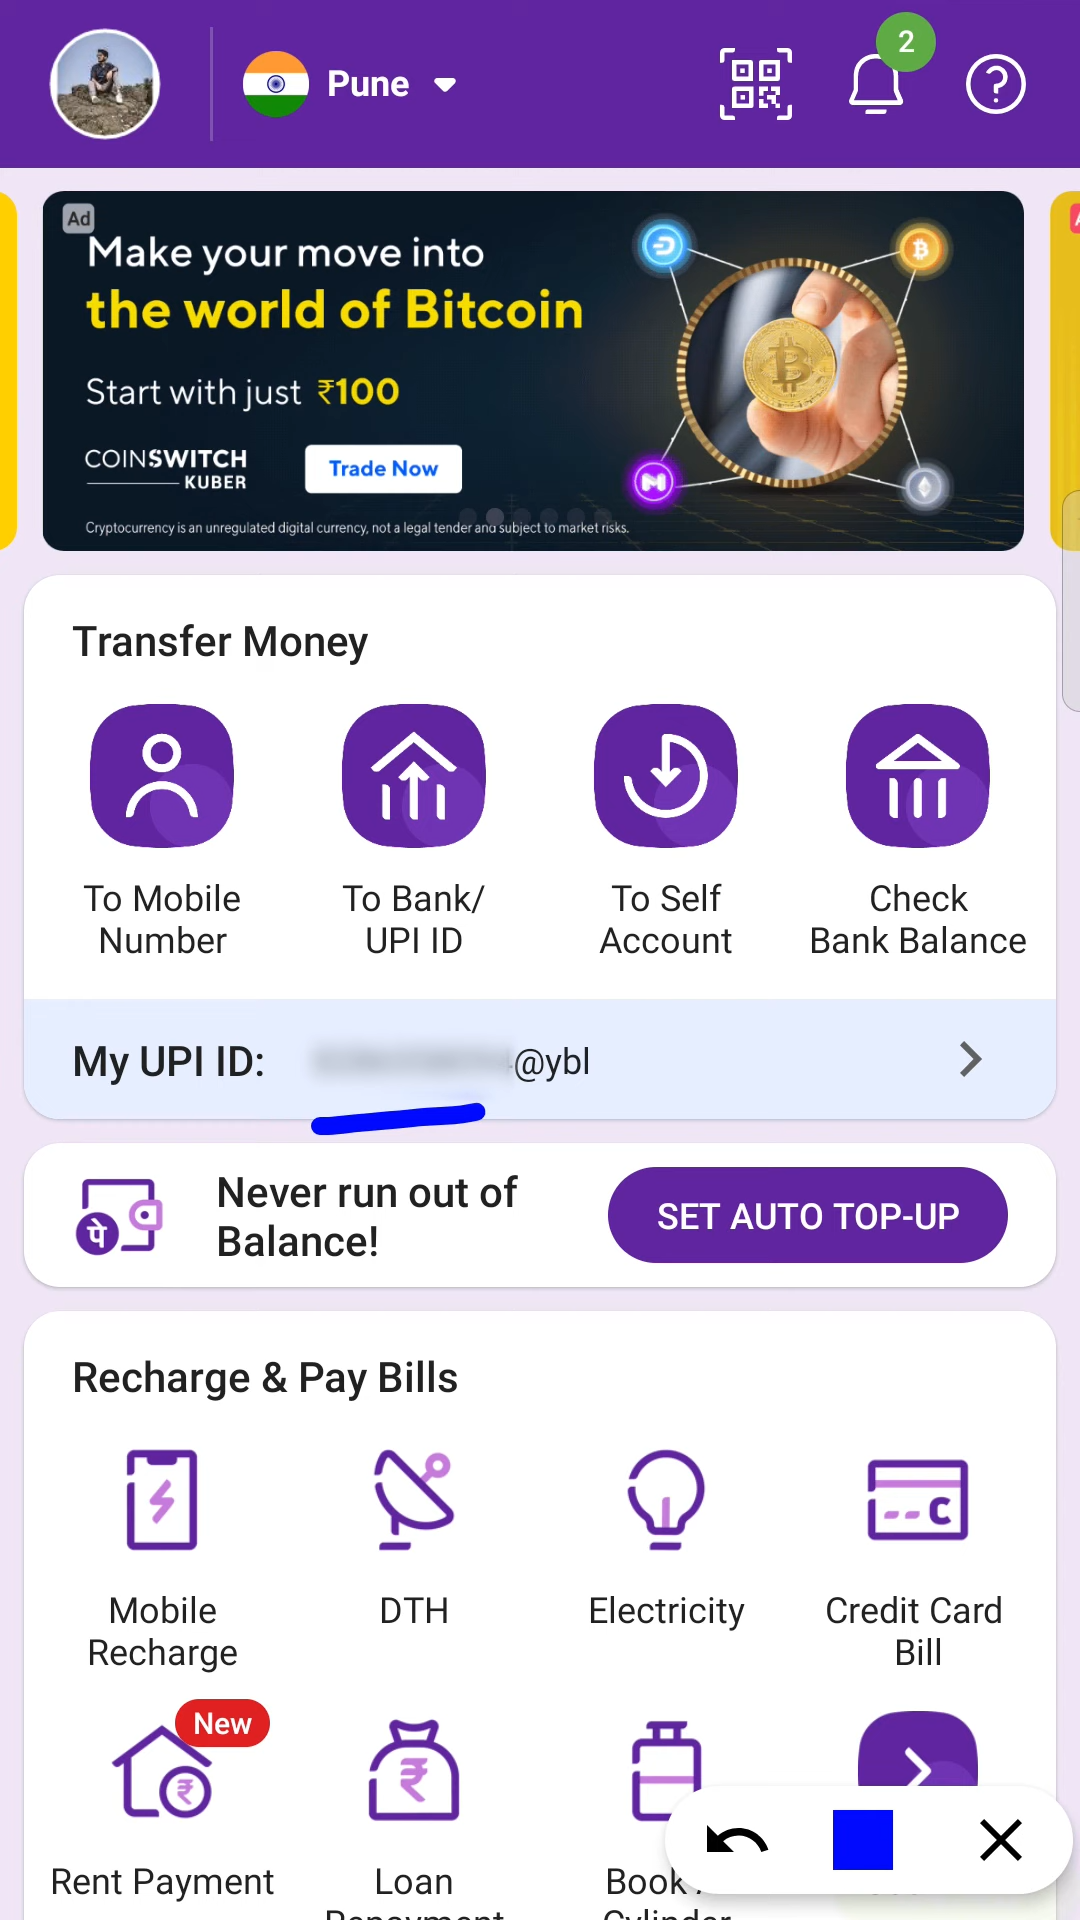 Pune
2
Ad
Make your move into
the world of Bitcoin
Start with just ₹100
COINSWITCH
KUBER
Trade Now
Cryptocurrency is an unregulated digital currency, not a legal tender and subject to market risks.
Transfer Money
To Mobile
Number
To Bank/
UPI ID
To Self
Account
Check
Bank Balance
My UPI ID: @ybl
पे
Never run out of
Balance!
SET AUTO TOP-UP
Recharge & Pay Bills
Mobile
Recharge
DTH
Electricity
Credit Card
Bill
New
Rent Payment
Loan
Repayment
Book
Cylinder